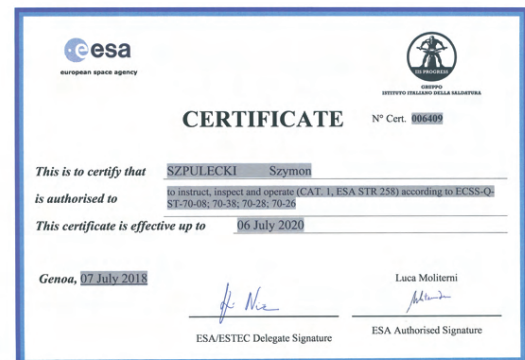 esa
european space agency
IIS PROGRESS
GRUPPO
ISTITUTO ITALIANO DELLA SALDATURA
CERTIFICATE
N° Cert. 006409
This is to certify that SZPULECKI Szymon
is authorised to to instruct, inspect and operate (CAT. 1, ESA STR 258) according to ECSS-Q-
ST-70-08; 70-38; 70-28; 70-26
This certificate is effective up to 06 July 2020
Genoa, 07 July 2018
Luca Moliterni
ESA/ESTEC Delegate Signature
ESA Authorised Signature